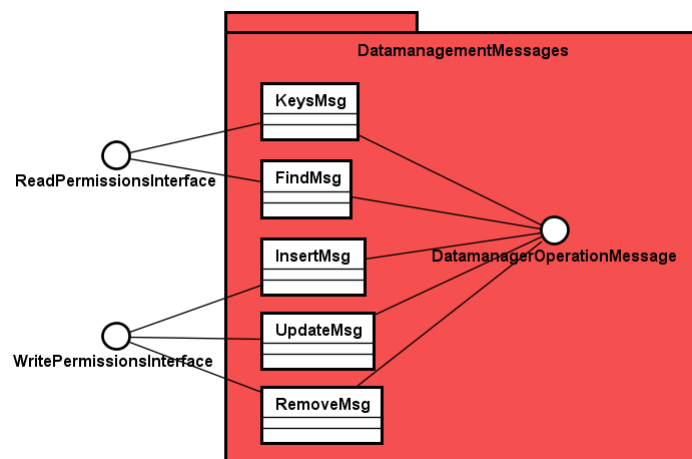 DatamanagementMessages
KeysMsg
ReadPermissionsInterface
FindMsg
InsertMsg
DatamanagerOperationMessage
UpdateMsg
WritePermissionsInterface
RemoveMsg